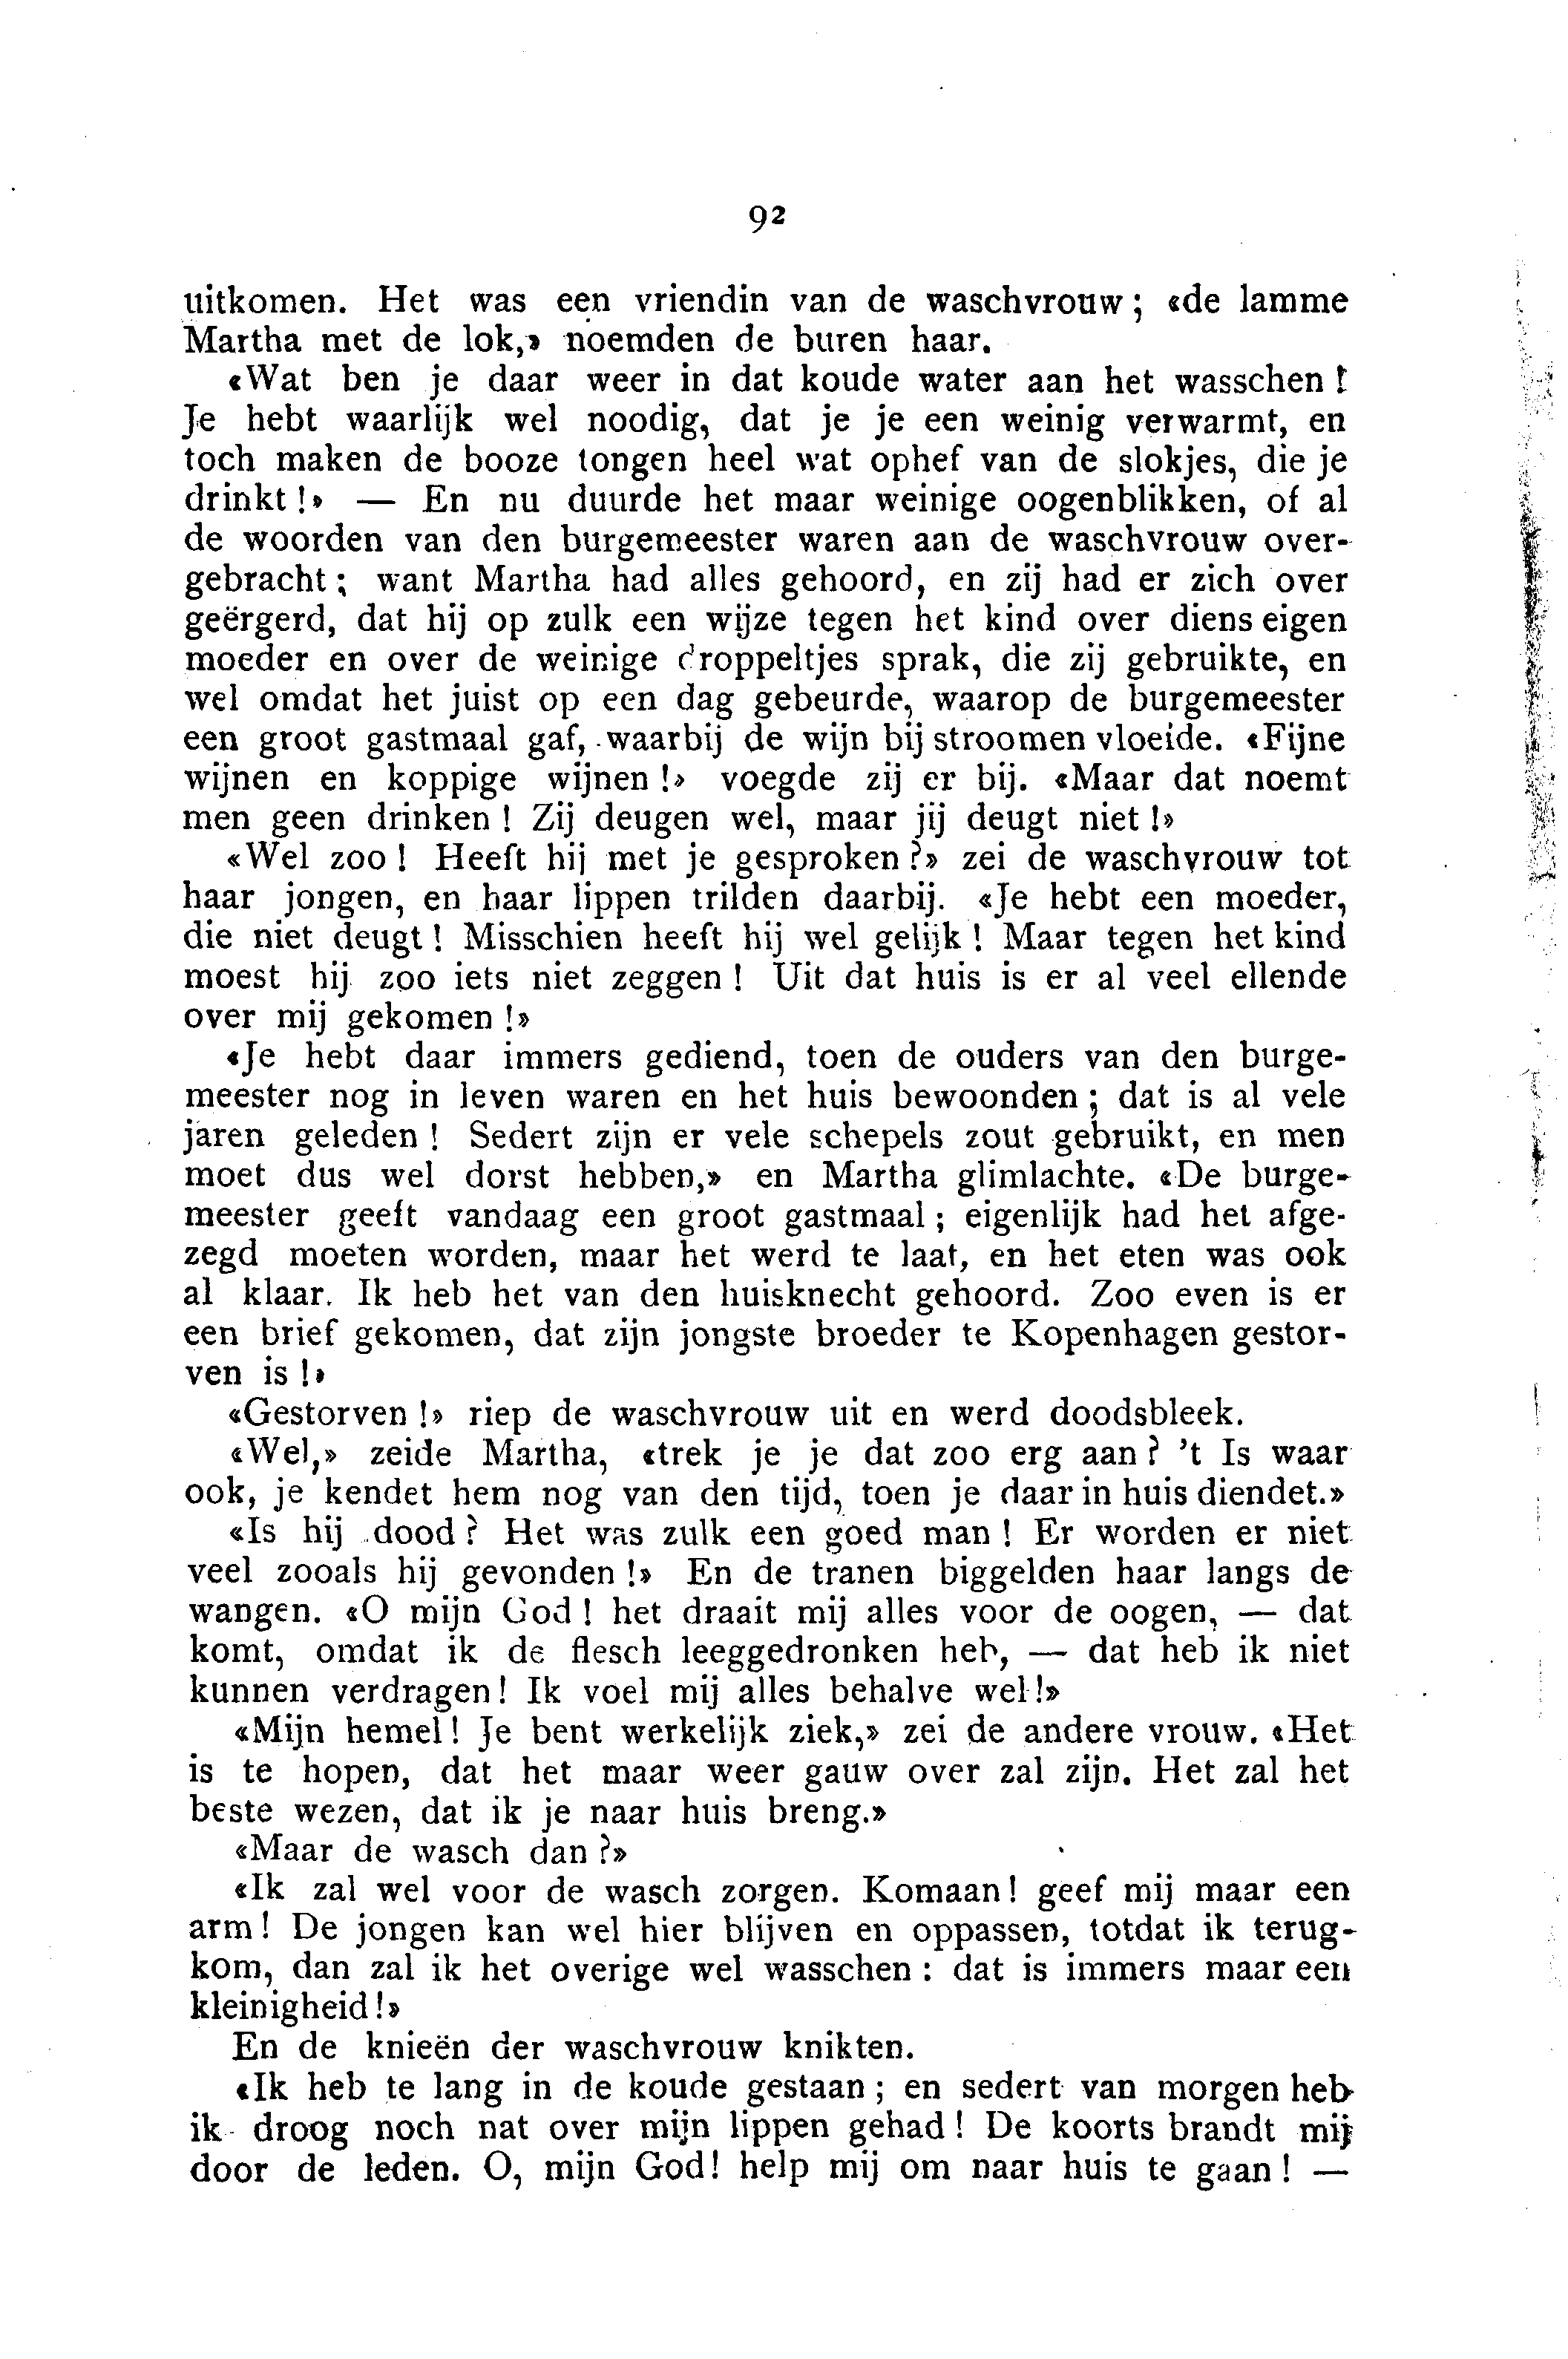 92
uitkomen. Het was een vriendin van de waschvrouw; «de lamme
Martha met de lok,» noemden de buren haar.
«Wat ben je daar weer in dat koude water aan het wasschen!
Je hebt waarlijk wel noodig, dat je je een weinig verwarmt, en
toch maken de booze tongen heel wat ophef van de slokjes, die je
drinkt!» — En nu duurde het maar weinige oogenblikken, of al
de woorden van den burgemeester waren aan de waschvrouw over-
gebracht; want Martha had alles gehoord, en zij had er zich over
geërgerd, dat hij op zulk een wijze tegen het kind over diens eigen
moeder en over de weinige droppeltjes sprak, die zij gebruikte, en
wel omdat het juist op een dag gebeurde, waarop de burgemeester
een groot gastmaal gaf, waarbij de wijn bij stroomen vloeide. «Fijne
wijnen en koppige wijnen!» voegde zij er bij. «Maar dat noemt
men geen drinken! Zij deugen wel, maar jij deugt niet!»
«Wel zoo! Heeft hij met je gesproken?» zei de waschvrouw tot
haar jongen, en haar lippen trilden daarbij. «Je hebt een moeder,
die niet deugt! Misschien heeft hij wel gelijk! Maar tegen het kind
moest hij zoo iets niet zeggen! Uit dat huis is er al veel ellende
over mij gekomen!»
«Je hebt daar immers gediend, toen de ouders van den burge-
meester nog in leven waren en het huis bewoonden; dat is al vele
jaren geleden! Sedert zijn er vele schepels zout gebruikt, en men
moet dus wel dorst hebben,» en Martha glimlachte. «De burge-
meester geeft vandaag een groot gastmaal; eigenlijk had het afge-
zegd moeten worden, maar het werd te laat, en het eten was ook
al klaar. Ik heb het van den huisknecht gehoord. Zoo even is er
een brief gekomen, dat zijn jongste broeder te Kopenhagen gestor-
ven is!»
«Gestorven!» riep de waschvrouw uit en werd doodsbleek.
«Wel,» zeide Martha, «trek je je dat zoo erg aan? 't Is waar
ook, je kendet hem nog van den tijd, toen je daar in huis diendet.»
«Is hij dood? Het was zulk een goed man! Er worden er niet
veel zooals hij gevonden!» En de tranen biggelden haar langs de
wangen. «O mijn God! het draait mij alles voor de oogen, — dat
komt, omdat ik de flesch leeggedronken heb, — dat heb ik niet
kunnen verdragen! Ik voel mij alles behalve wel!»
«Mijn hemel! Je bent werkelijk ziek,» zei de andere vrouw. «Het
is te hopen, dat het maar weer gauw over zal zijn. Het zal het
beste wezen, dat ik je naar huis breng.»
«Maar de wasch dan?»
«Ik zal wel voor de wasch zorgen. Komaan! geef mij maar een
arm! De jongen kan wel hier blijven en oppassen, totdat ik terug-
kom, dan zal ik het overige wel wasschen: dat is immers maar een
kleinigheid!»
En de knieën der waschvrouw knikten.
«Ik heb te lang in de koude gestaan; en sedert van morgen heb
ik droog noch nat over mijn lippen gehad! De koorts brandt mij
door de leden. O, mijn God! help mij om naar huis te gaan! —